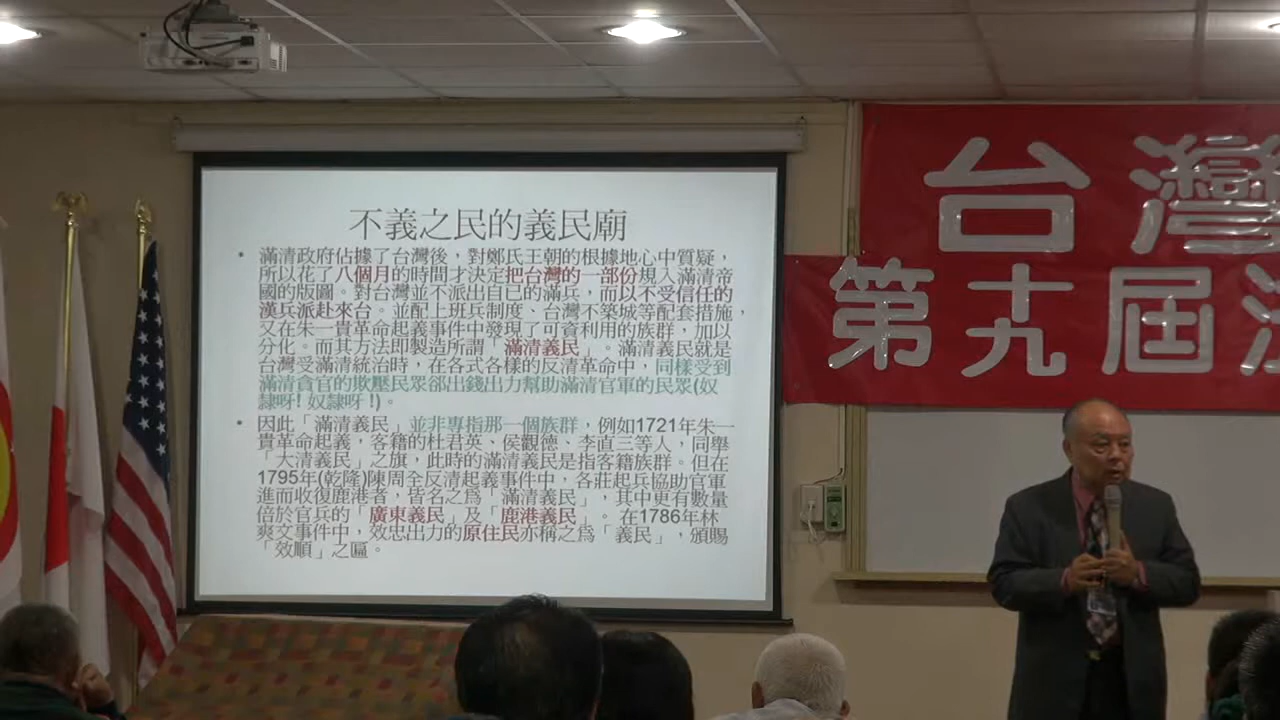 不義之民的義民廟
• 滿清政府佔據了台灣後，對鄭氏王朝的根據地心中質疑，
所以花了八個月的時間才決定把台灣的一部份規入滿清帝
國的版圖。對台灣並不派出自已的滿兵，而以不受信任的
漢兵派赴來台。並配上班兵制度、台灣不築城等配套措施，
又在朱一貴革命起義事件中發現了可資利用的族群，加以
分化。而其方法即製造所謂「滿清義民」。滿清義民就是
台灣受滿清統治時，在各式各樣的反清革命中，同樣受到
滿清貪官的欺壓民眾卻出錢出力幫助滿清官軍的民眾(奴
隸呀! 奴隸呀 !)。
• 因此「滿清義民」並非專指那一個族群，例如1721年朱一
貴革命起義，客籍的杜君英、侯觀德、李直三等人，同舉
「大清義民」之旗，此時的滿清義民是指客籍族群。但在
1795年(乾隆)陳周全反清起義事件中，各莊起兵協助官軍
進而收復鹿港者，皆名之為「滿清義民」，其中更有數量
倍於官兵的「廣東義民」及「鹿港義民」。 在1786年林
爽文事件中，效忠出力的原住民亦稱之為「義民」，頒賜
「效順」之匾。
台灣
第十九屆